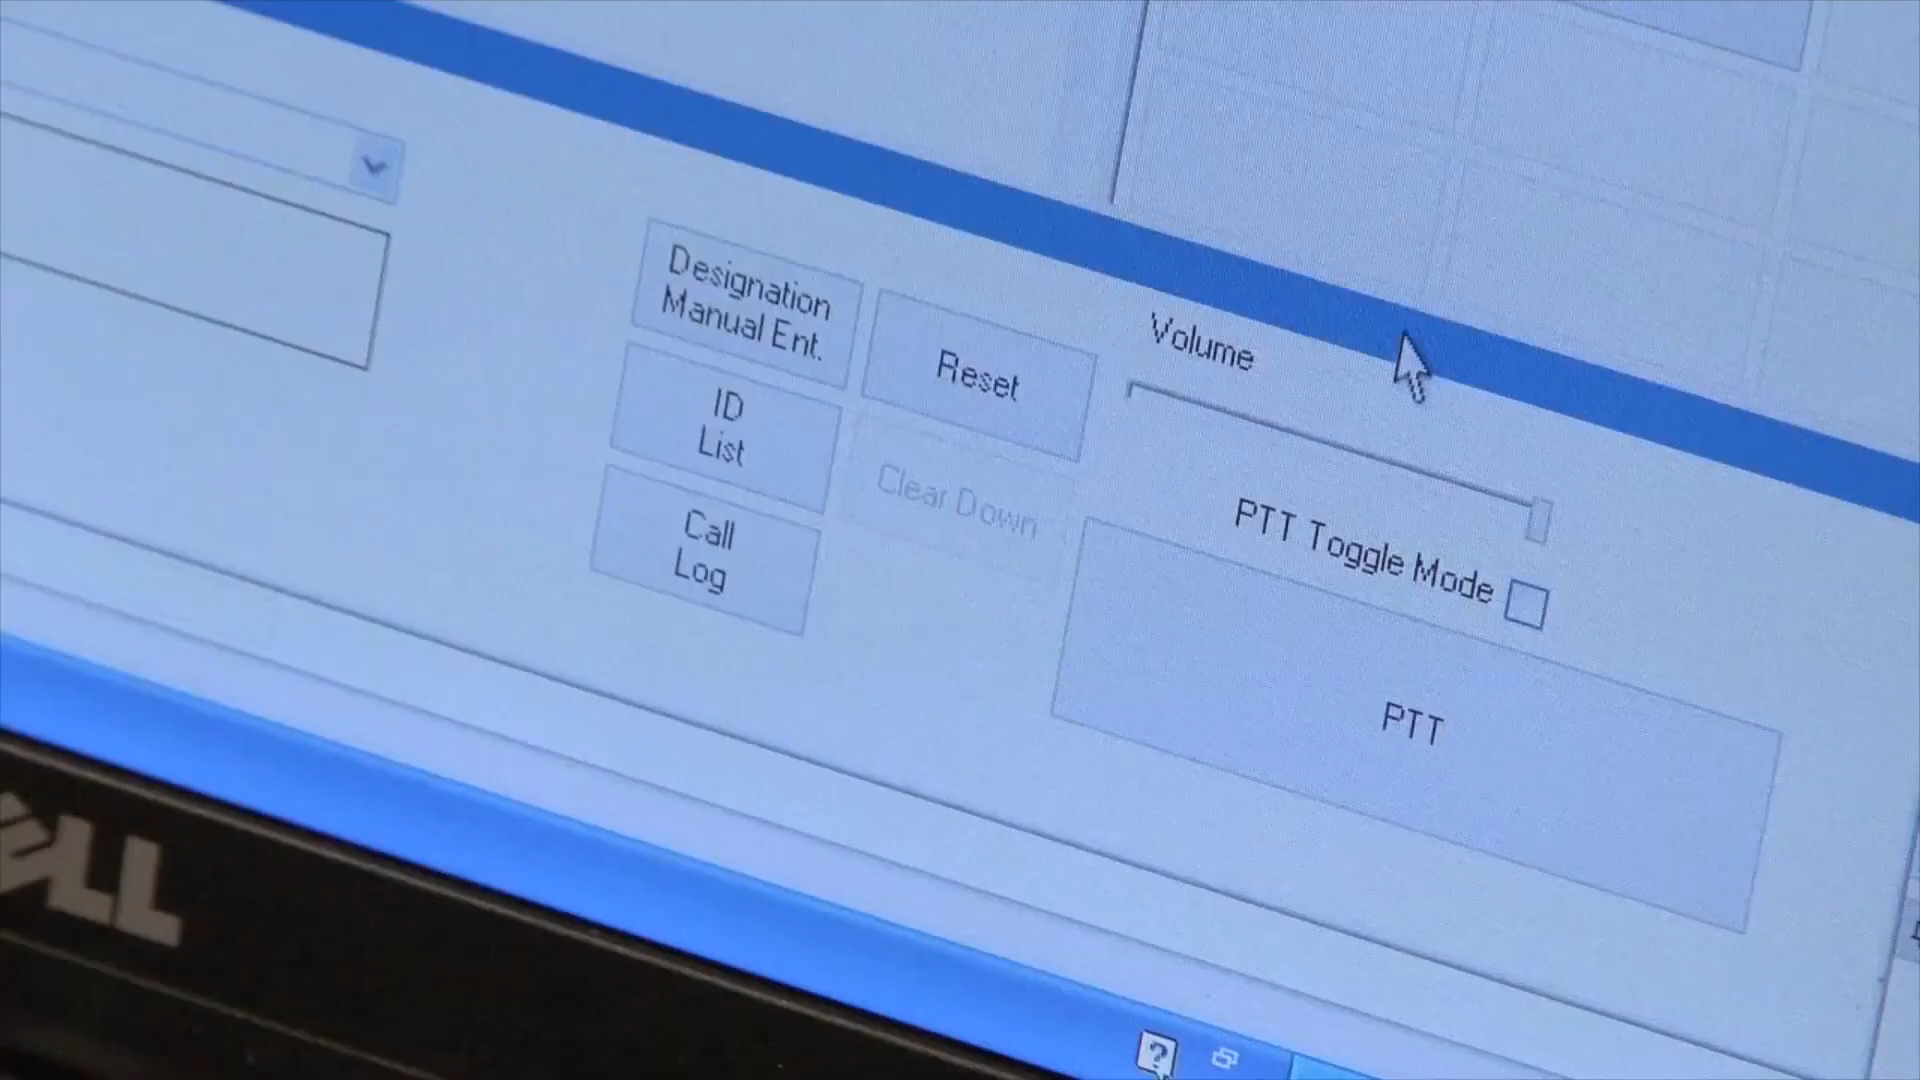 Designation
Manual Ent.
ID
List
Call
Log
Reset
Clear Down
Volume
PTT Toggle Mode
PTT
?